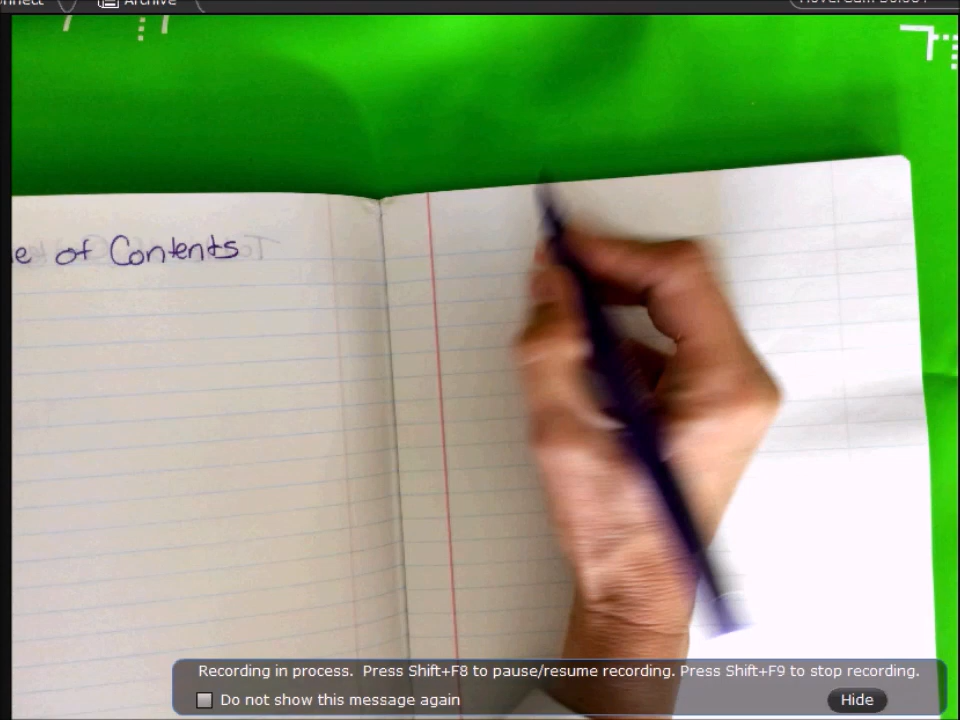 Archive
e of Contents
Recording in process. Press Shift+F8 to pause/resume recording. Press Shift+F9 to stop recording.
Do not show this message again
Hide